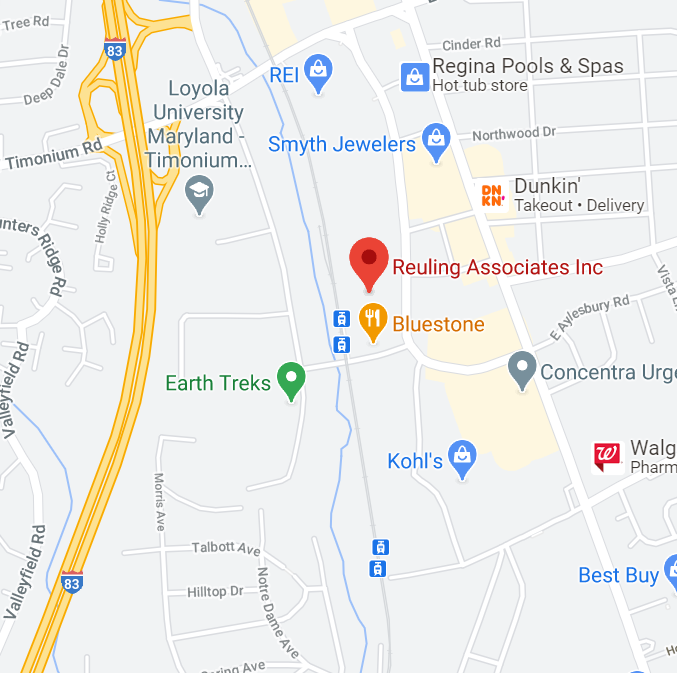 Tree Rd
83
Cinder Rd
REI
Regina Pools & Spas
Hot tub store
Deep Dale Dr
Loyola
University
Maryland -
Timonium...
Northwood Dr
Smyth Jewelers
Timonium Rd
DN
KN'
Dunkin'
Takeout • Delivery
Holly Ridge Ct
unters Ridge Rd
Reuling Associates Inc
Vista
E Aylesbury Rd
Bluestone
Valleyfield Rd
Earth Treks
Concentra Urge
Kohl's
W
Walg
Pharm
Morris Ave
Talbott Ave
Valleyfield Rd
83
Best Buy
Hilltop Dr
Notre Dame Ave